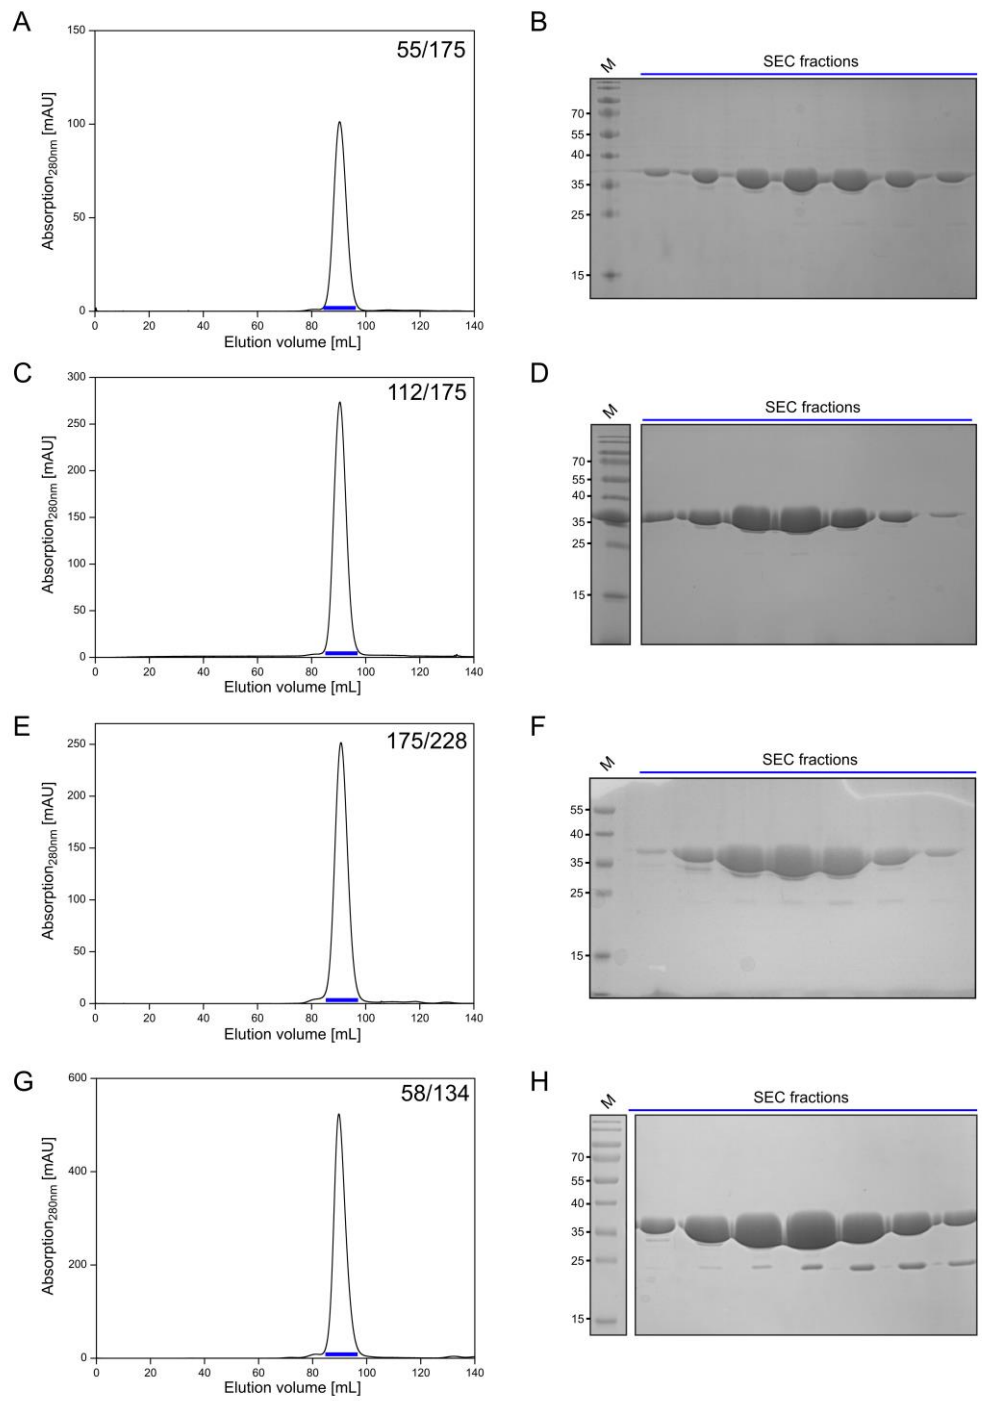 A
150
55/175
100
50
0
Absorption280nm [mAU]
0 20 40 60 80 100 120 140
Elution volume [mL]
B
M
SEC fractions
70
55
40
35
25
15
C
300
112/175
250
200
150
100
50
0
Absorption280nm [mAU]
0 20 40 60 80 100 120 140
Elution volume [mL]
D
M
SEC fractions
70
55
40
35
25
15
E
175/228
250
200
150
100
50
0
Absorption280nm [mAU]
0 20 40 60 80 100 120 140
Elution volume [mL]
F
M
SEC fractions
55
40
35
25
15
G
600
58/134
400
200
0
Absorption280nm [mAU]
0 20 40 60 80 100 120 140
Elution volume [mL]
H
M
SEC fractions
70
55
40
35
25
15